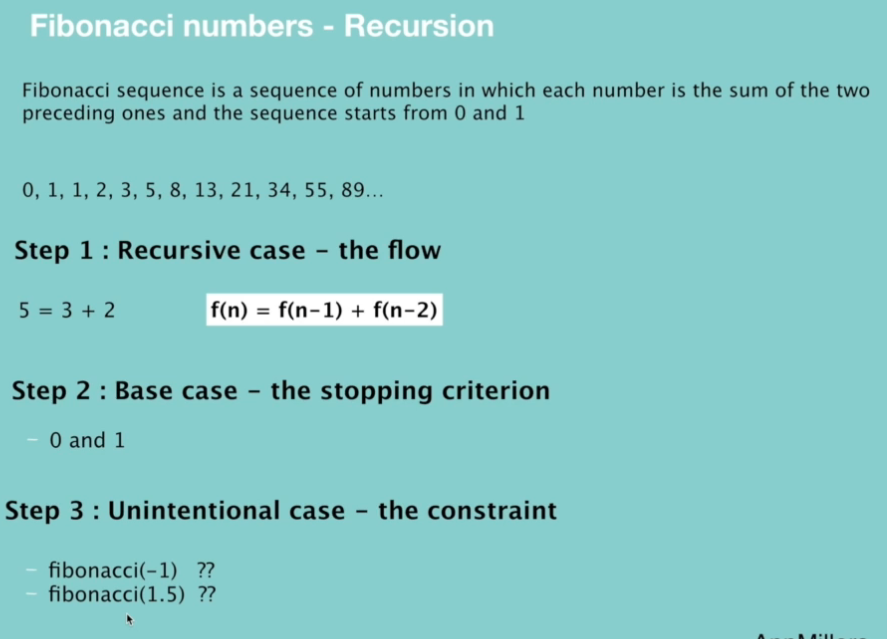 Fibonacci numbers - Recursion
Fibonacci sequence is a sequence of numbers in which each number is the sum of the two
preceding ones and the sequence starts from 0 and 1
0, 1, 1, 2, 3, 5, 8, 13, 21, 34, 55, 89...
Step 1 : Recursive case – the flow
5 = 3 + 2 f(n) = f(n-1) + f(n-2)
Step 2 : Base case – the stopping criterion
– 0 and 1
Step 3 : Unintentional case – the constraint
– fibonacci(-1) ??
– fibonacci(1.5) ??